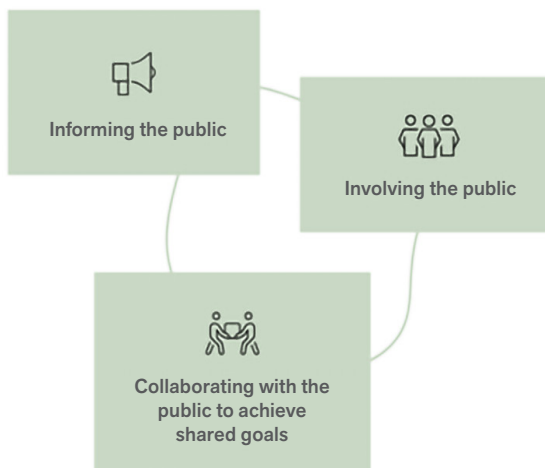 Informing the public
Involving the public
Collaborating with the
public to achieve
shared goals